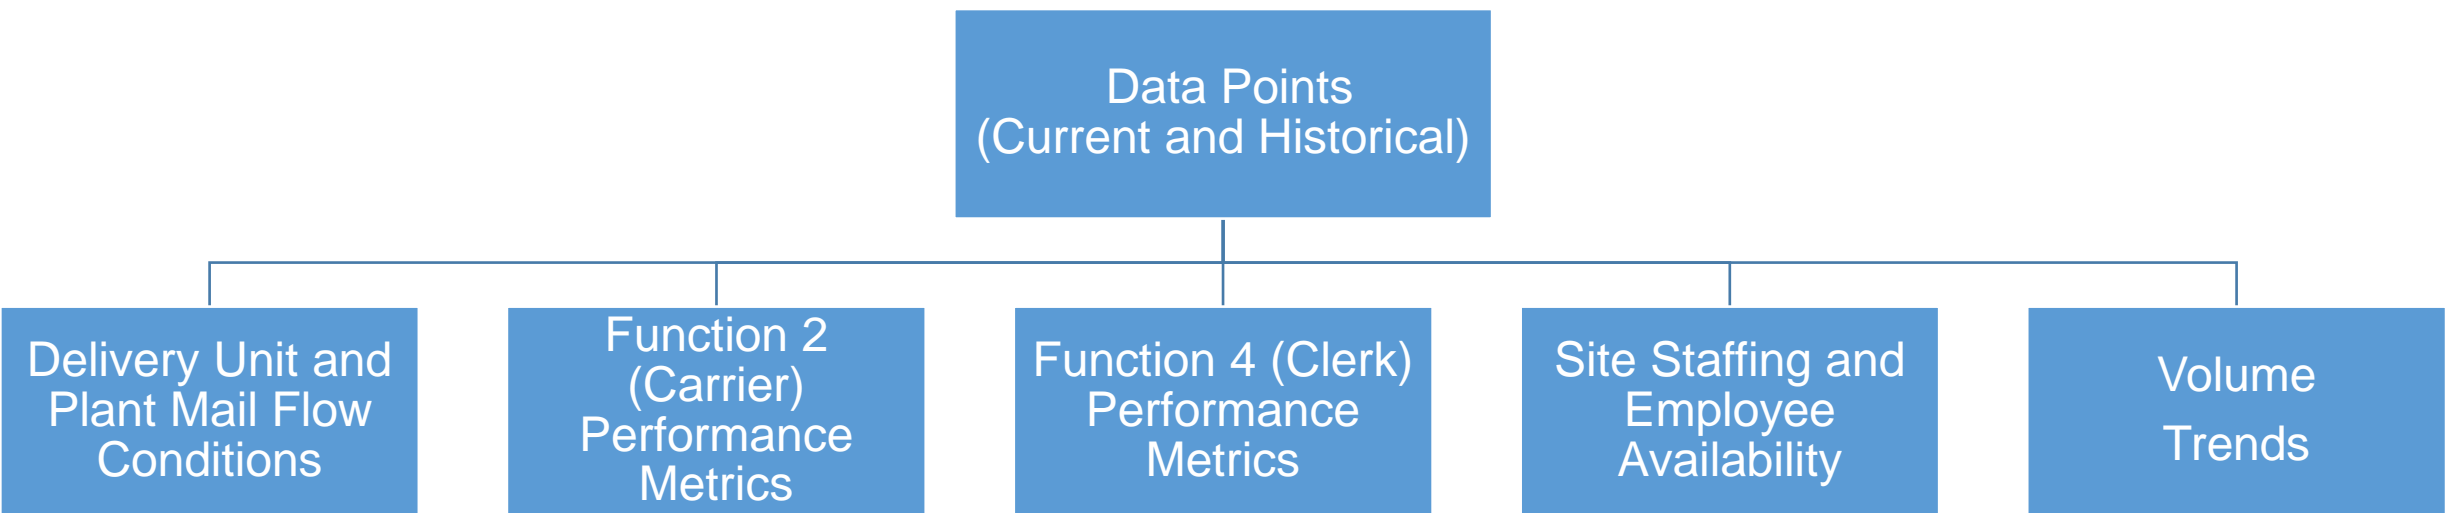 Data Points
(Current and Historical)
Delivery Unit and
Plant Mail Flow
Conditions
Function 2
(Carrier)
Performance
Metrics
Function 4 (Clerk)
Performance
Metrics
Site Staffing and
Employee
Availability
Volume
Trends